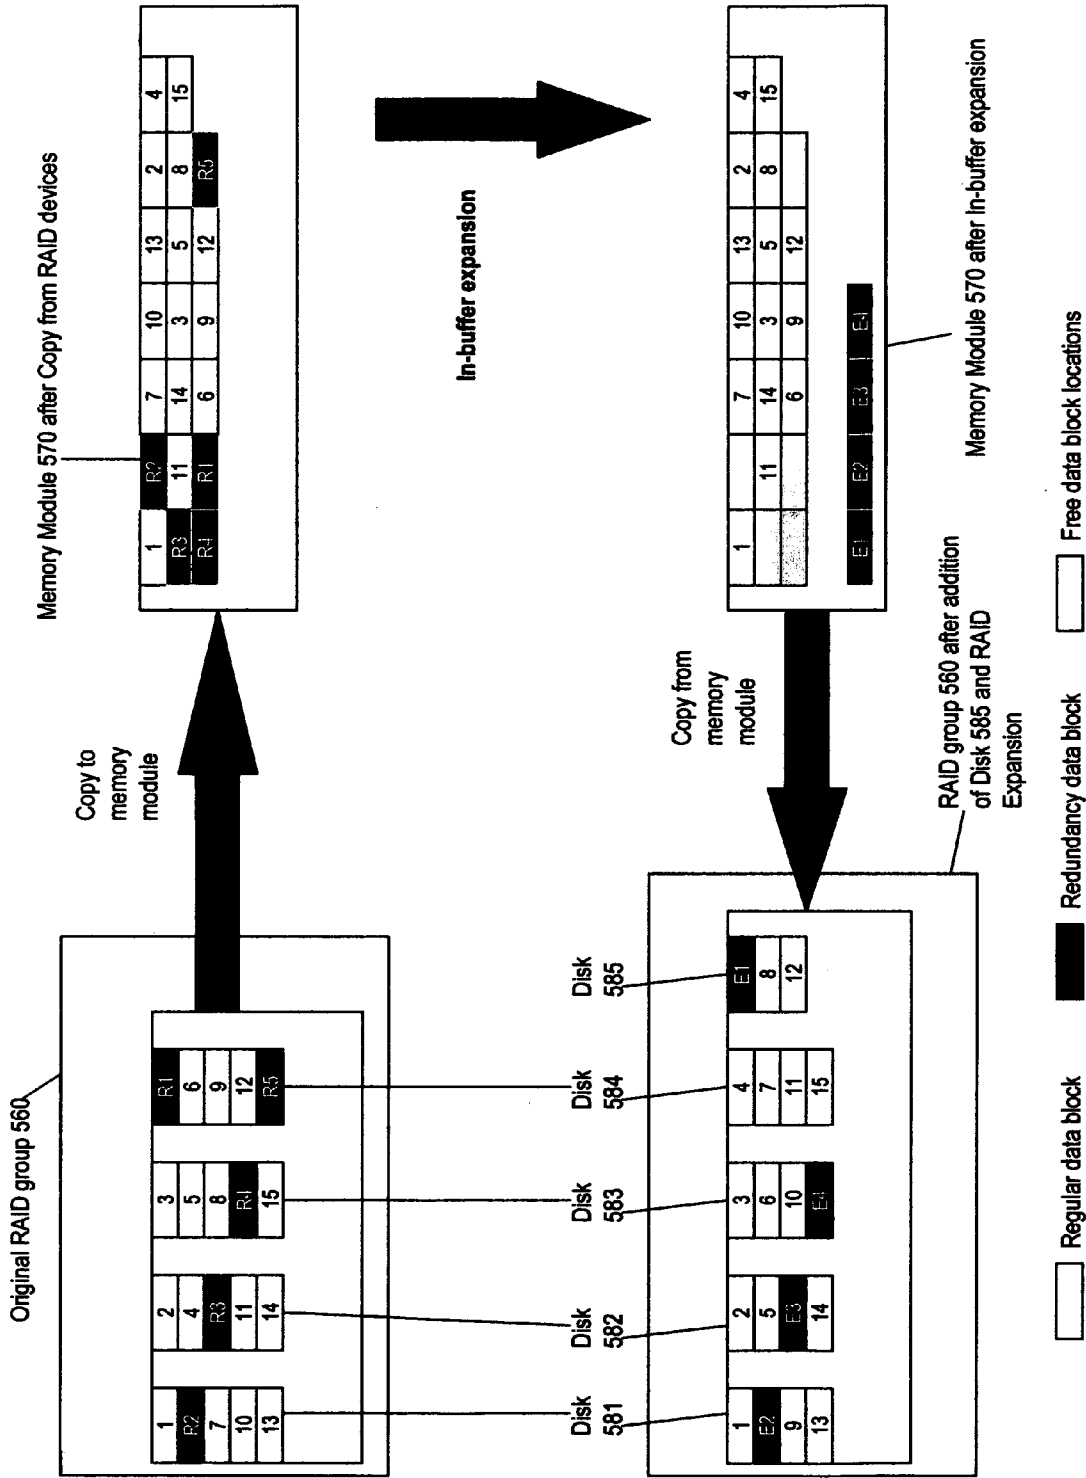 Original RAID group 560
Memory Module 570 after Copy from RAID devices
Copy to
memory
module
1 2 3 R1
R2 4 5 6
7 R3 8 9
10 11 R4 12
13 14 15 R5
1 R2 7 10 13 2 4
R3 11 14 3 5 8 15
R4 R1 6 9 12 R5
In-buffer expansion
Disk
581
Disk
582
Disk
583
Disk
584
Disk
585
Copy from
memory
module
1 2 3 4 E1
E2 5 6 7 8
9 E3 10 11 12
13 14 E4 15
1 7 10 13 2 4
11 14 3 5 8 15
6 9 12
E1 E2 E3 E4
RAID group 560 after addition
of Disk 585 and RAID
Expansion
Memory Module 570 after In-buffer expansion
Regular data block
Redundancy data block
Free data block locations